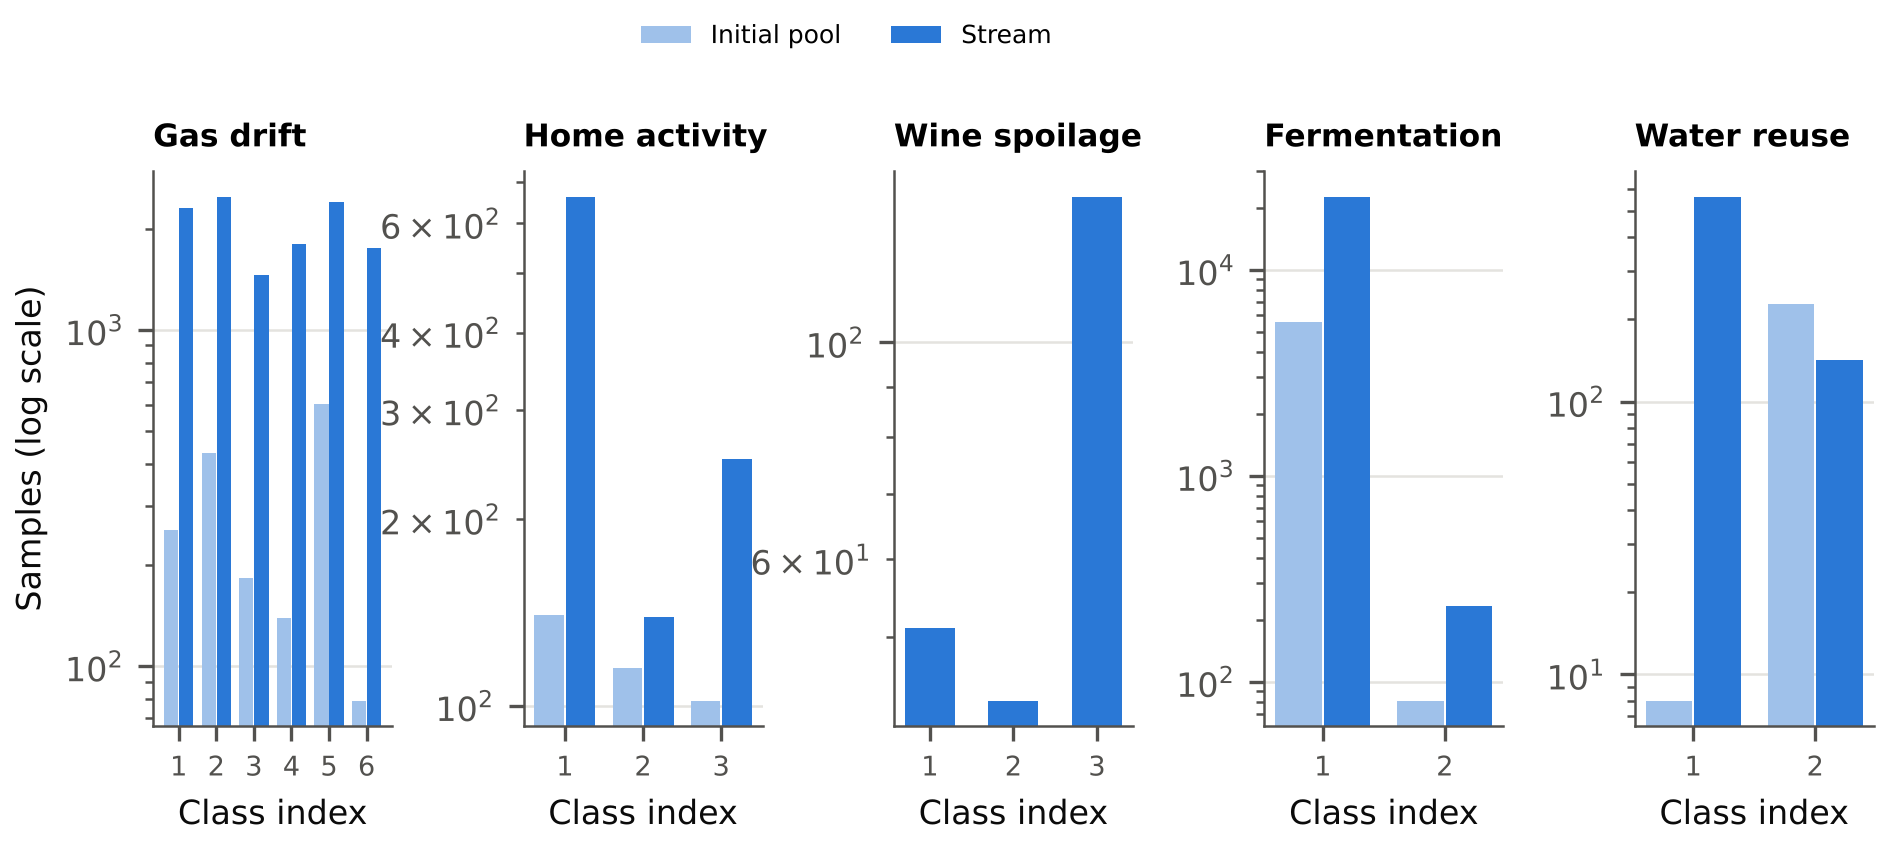 Initial pool Stream
Gas drift Home activity Wine spoilage Fermentation Water reuse
Samples (log scale)
10³ 10²
6 × 10² 4 × 10² 3 × 10² 2 × 10² 10²
10² 6 × 10¹
10⁴ 10³ 10²
10² 10¹
1 2 3 4 5 6 1 2 3 1 2 3 1 2 1 2
Class index Class index Class index Class index Class index